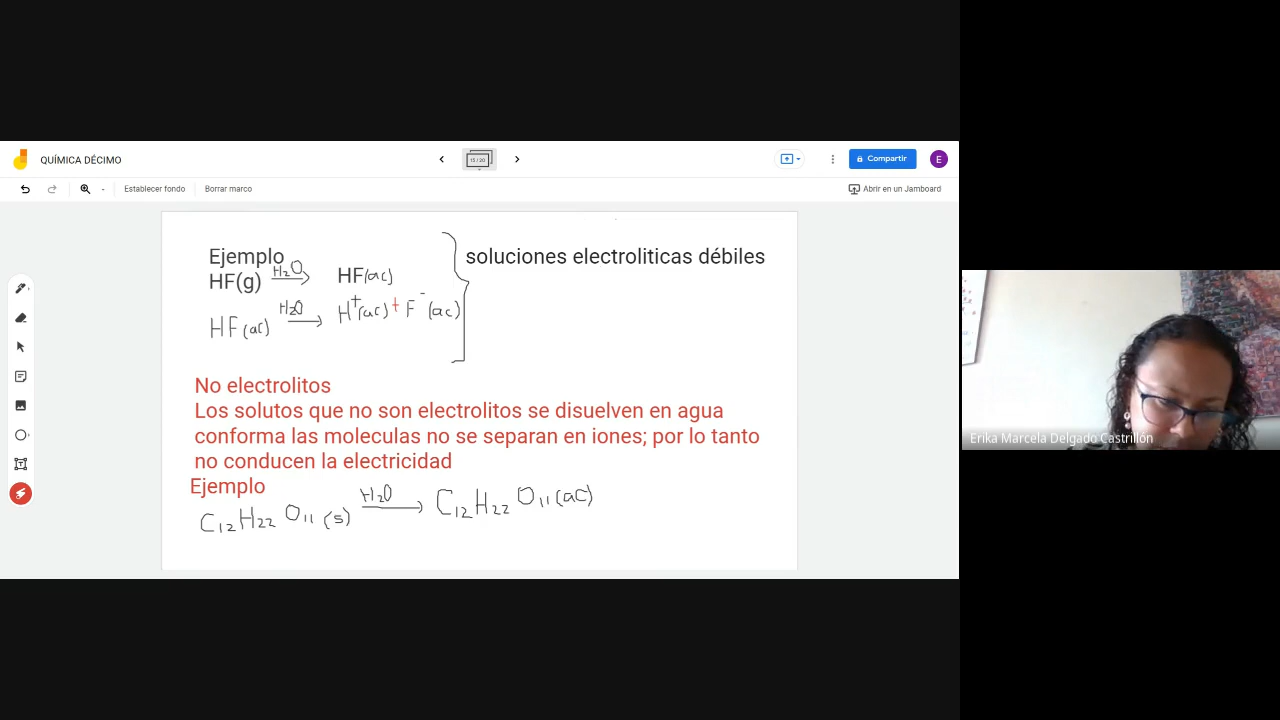 QUÍMICA DÉCIMO
15 / 20
Compartir
E
Establecer fondo
Borrar marco
Abrir en un Jamboard
Ejemplo
HF(g) H₂O → HF(ac)
soluciones electroliticas débiles
HF(ac) H₂O → H⁺(ac) + F⁻(ac)
No electrolitos
Los solutos que no son electrolitos se disuelven en agua
conforma las moleculas no se separan en iones; por lo tanto
no conducen la electricidad
Ejemplo
C₁₂H₂₂O₁₁(s) H₂O → C₁₂H₂₂O₁₁(ac)
Erika Marcela Delgado Castrillón